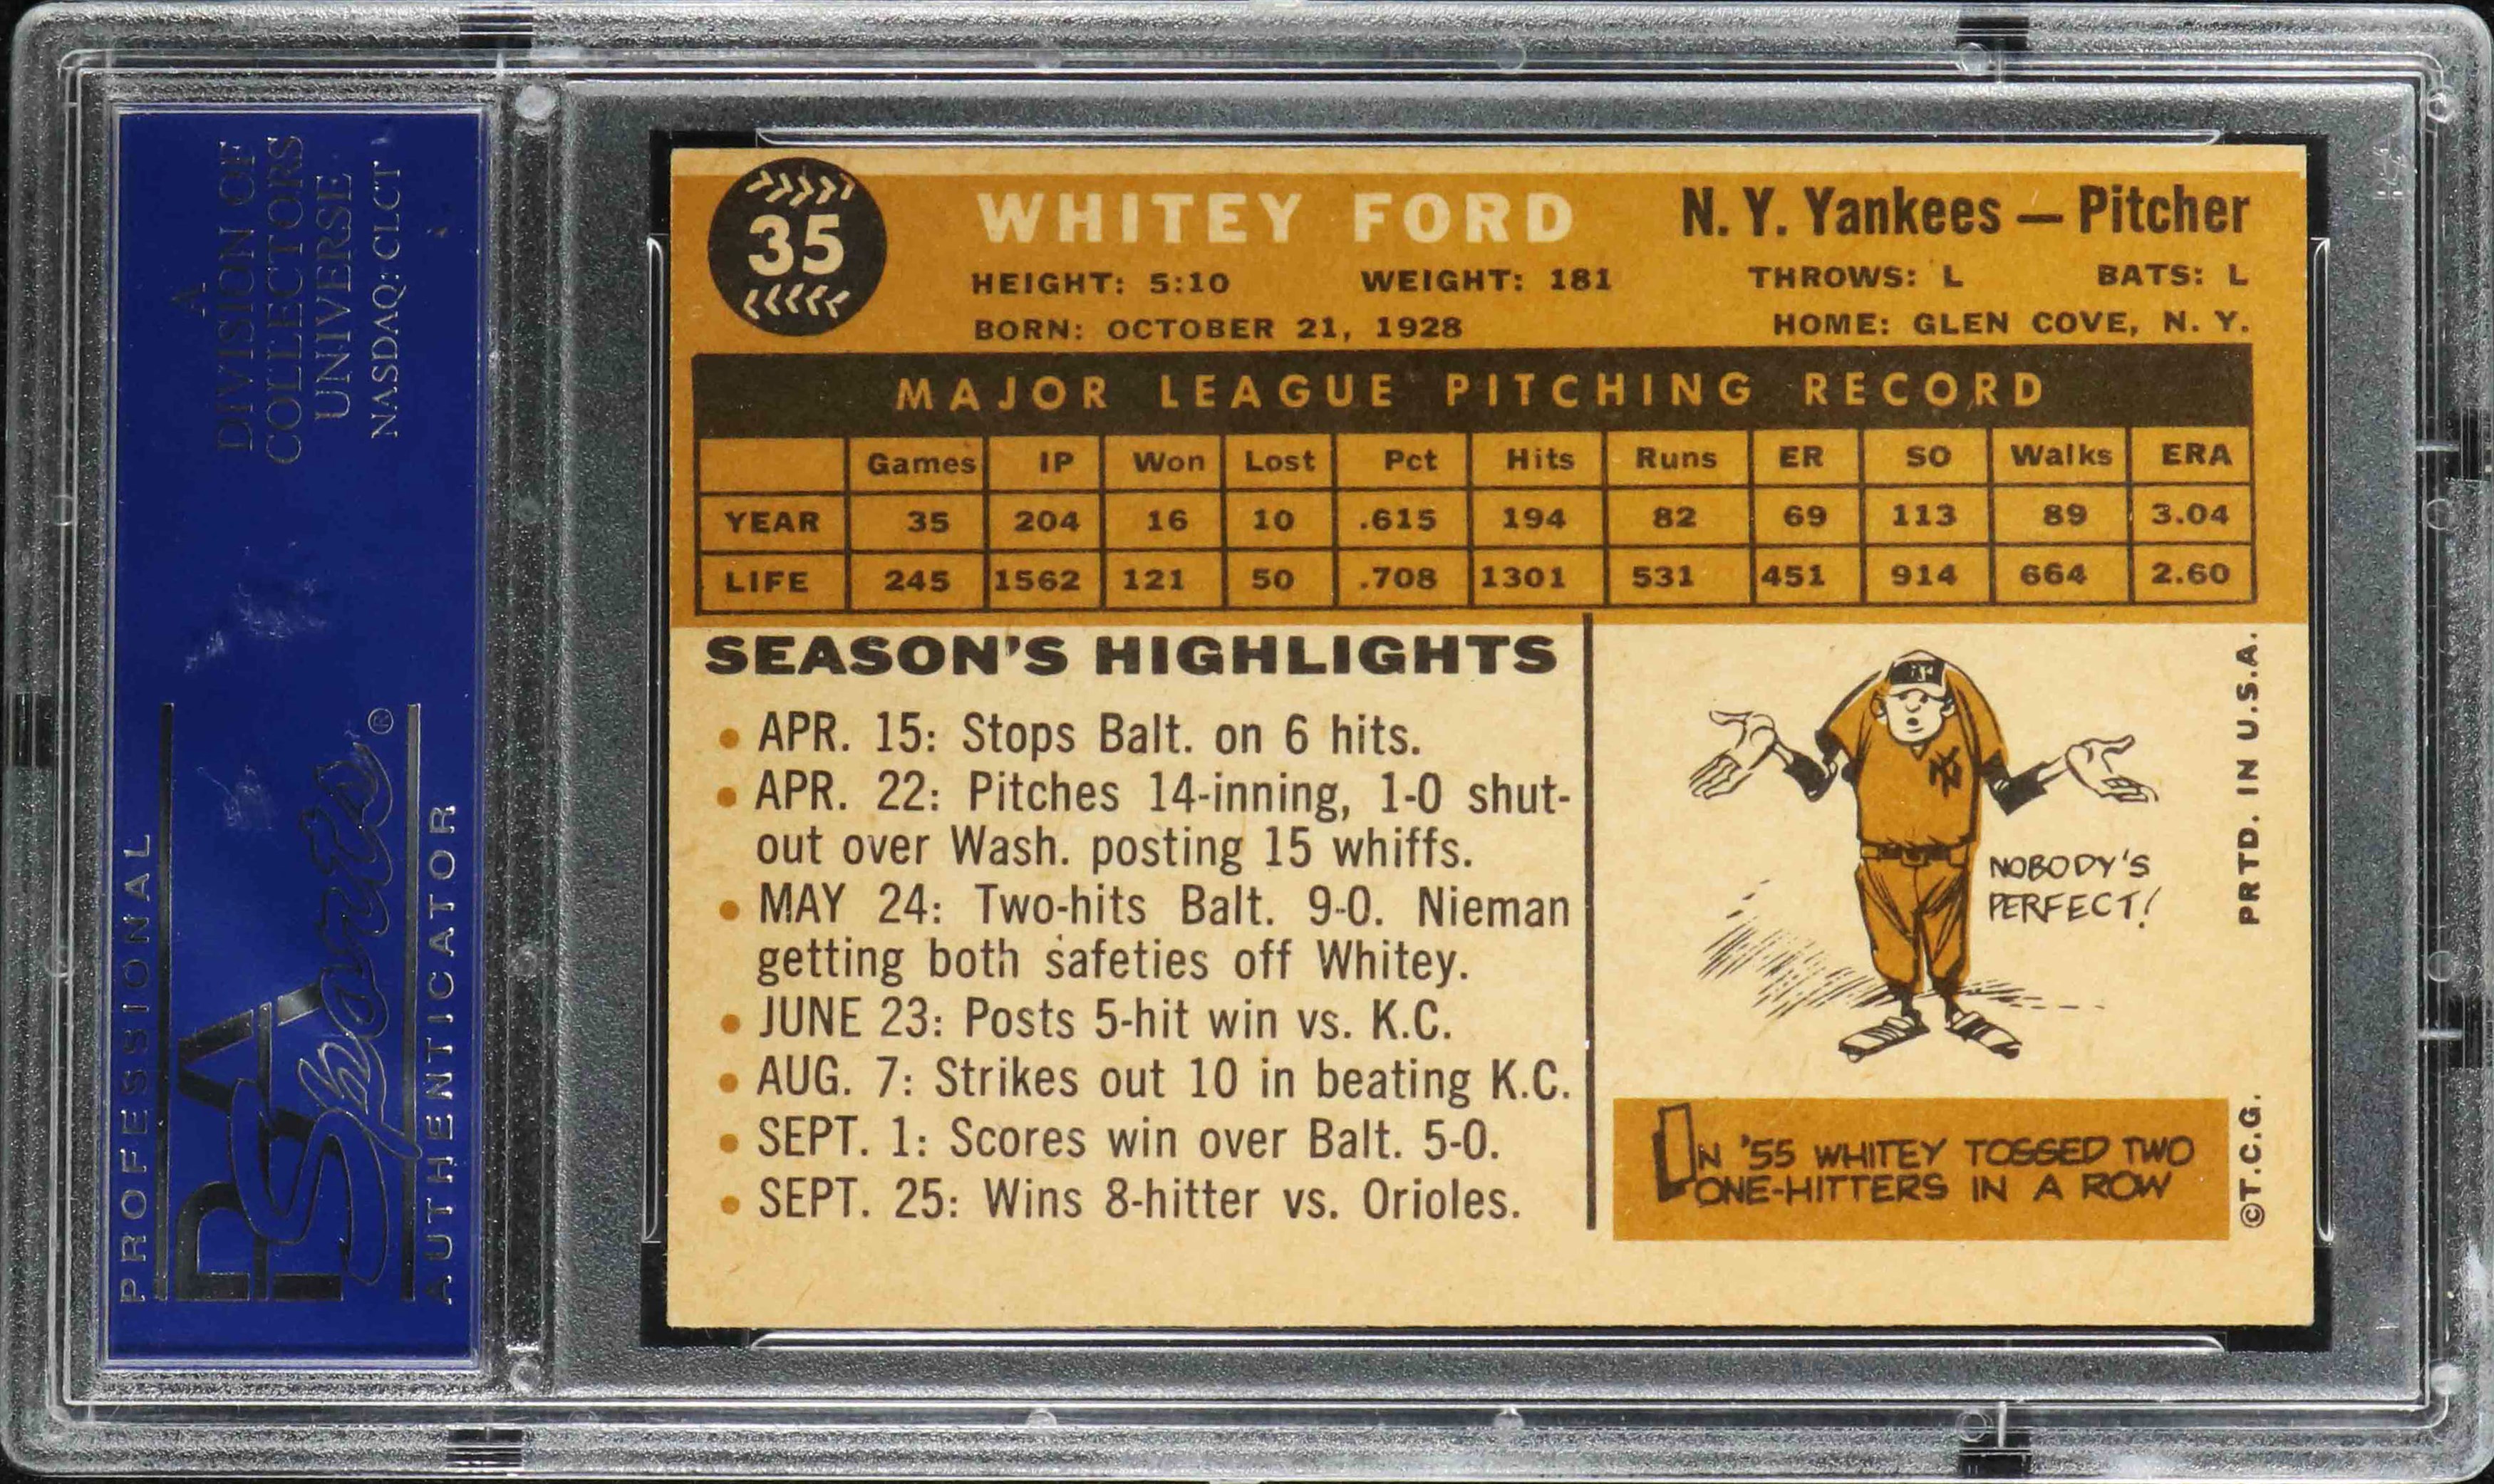 A
DIVISION OF
COLLECTORS
UNIVERSE
NASDAQ: CLCT
PROFESSIONAL
PSA
Sports®
AUTHENTICATOR
35
WHITEY FORD
N. Y. Yankees — Pitcher
HEIGHT: 5:10 WEIGHT: 181 THROWS: L BATS: L
BORN: OCTOBER 21, 1928 HOME: GLEN COVE, N. Y.
MAJOR LEAGUE PITCHING RECORD
Games IP Won Lost Pct Hits Runs ER SO Walks ERA
YEAR 35 204 16 10 .615 194 82 69 113 89 3.04
LIFE 245 1562 121 50 .708 1301 531 451 914 664 2.60
SEASON'S HIGHLIGHTS
• APR. 15: Stops Balt. on 6 hits.
• APR. 22: Pitches 14-inning, 1-0 shut-
out over Wash. posting 15 whiffs.
• MAY 24: Two-hits Balt. 9-0. Nieman
getting both safeties off Whitey.
• JUNE 23: Posts 5-hit win vs. K.C.
• AUG. 7: Strikes out 10 in beating K.C.
• SEPT. 1: Scores win over Balt. 5-0.
• SEPT. 25: Wins 8-hitter vs. Orioles.
NY
NOBODY'S
PERFECT!
IN '55 WHITEY TOSSED TWO
ONE-HITTERS IN A ROW
©T.C.G. PRTD. IN U.S.A.